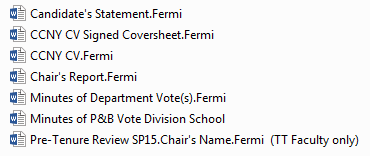 Candidate's Statement.Fermi
CCNY CV Signed Coversheet.Fermi
CCNY CV.Fermi
Chair's Report.Fermi
Minutes of Department Vote(s).Fermi
Minutes of P&B Vote Division School
Pre-Tenure Review SP15.Chair's Name.Fermi (TT Faculty only)